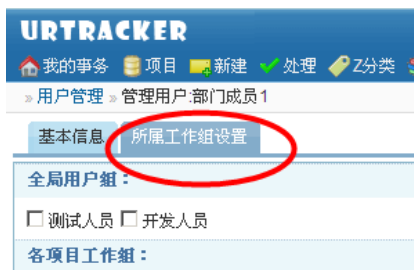 URTRACKER
我的事务 项目 新建 处理 Z分类
» 用户管理 » 管理用户:部门成员1
基本信息 所属工作组设置
全局用户组：
测试人员 开发人员
各项目工作组：